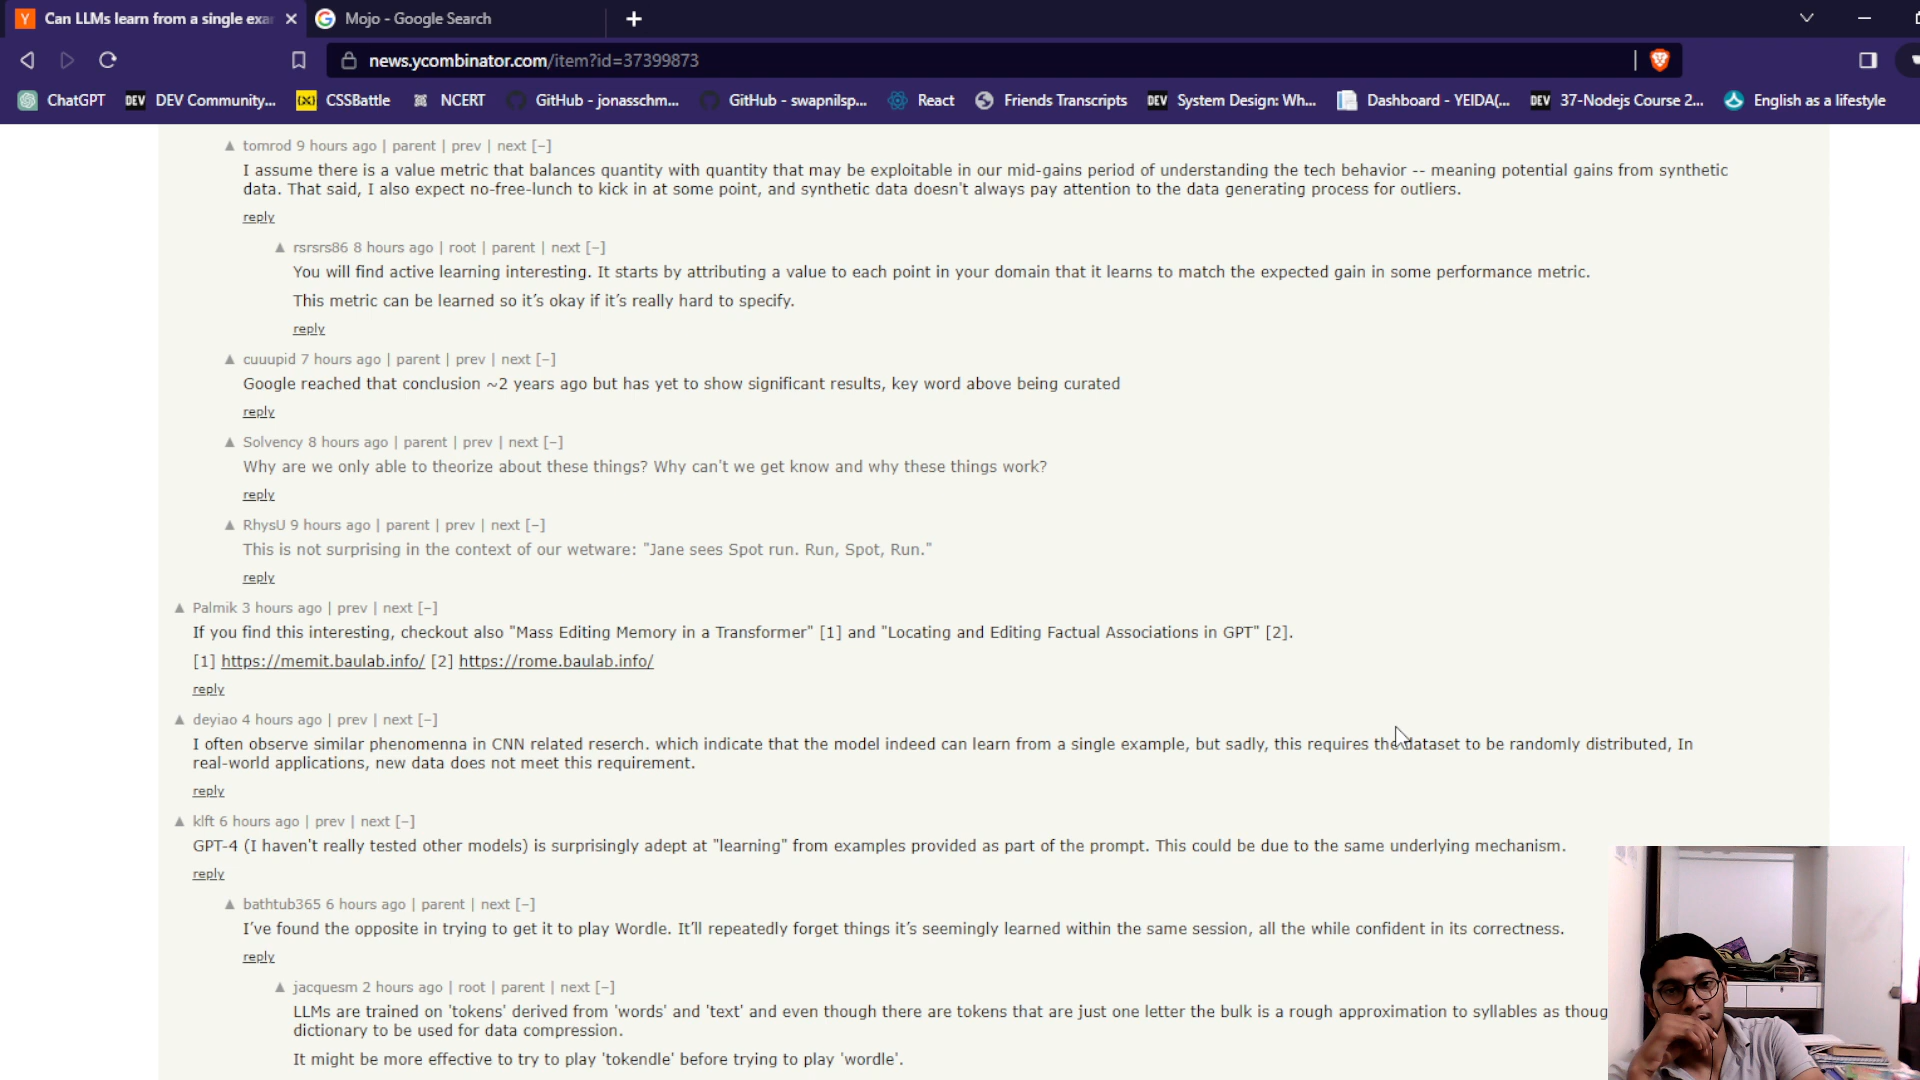 Can LLMs learn from a single exa
Mojo - Google Search
news.ycombinator.com/item?id=37399873
ChatGPT
DEV Community...
CSSBattle
NCERT
GitHub - jonasschm...
GitHub - swapnilsp...
React
Friends Transcripts
System Design: Wh...
Dashboard - YEIDA(...
37-Nodejs Course 2...
English as a lifestyle
tomrod 9 hours ago | parent | prev | next [–]
I assume there is a value metric that balances quantity with quantity that may be exploitable in our mid-gains period of understanding the tech behavior -- meaning potential gains from synthetic
data. That said, I also expect no-free-lunch to kick in at some point, and synthetic data doesn't always pay attention to the data generating process for outliers.
reply
rsrsrs86 8 hours ago | root | parent | next [–]
You will find active learning interesting. It starts by attributing a value to each point in your domain that it learns to match the expected gain in some performance metric.
This metric can be learned so it’s okay if it’s really hard to specify.
reply
cuuupid 7 hours ago | parent | prev | next [–]
Google reached that conclusion ~2 years ago but has yet to show significant results, key word above being curated
reply
Solvency 8 hours ago | parent | prev | next [–]
Why are we only able to theorize about these things? Why can't we get know and why these things work?
reply
RhysU 9 hours ago | parent | prev | next [–]
This is not surprising in the context of our wetware: "Jane sees Spot run. Run, Spot, Run."
reply
Palmik 3 hours ago | prev | next [–]
If you find this interesting, checkout also "Mass Editing Memory in a Transformer" [1] and "Locating and Editing Factual Associations in GPT" [2].
[1] https://memit.baulab.info/ [2] https://rome.baulab.info/
reply
deyiao 4 hours ago | prev | next [–]
I often observe similar phenomenna in CNN related reserch. which indicate that the model indeed can learn from a single example, but sadly, this requires the dataset to be randomly distributed, In
real-world applications, new data does not meet this requirement.
reply
klft 6 hours ago | prev | next [–]
GPT-4 (I haven't really tested other models) is surprisingly adept at "learning" from examples provided as part of the prompt. This could be due to the same underlying mechanism.
reply
bathtub365 6 hours ago | parent | next [–]
I’ve found the opposite in trying to get it to play Wordle. It’ll repeatedly forget things it’s seemingly learned within the same session, all the while confident in its correctness.
reply
jacquesm 2 hours ago | root | parent | next [–]
LLMs are trained on 'tokens' derived from 'words' and 'text' and even though there are tokens that are just one letter the bulk is a rough approximation to syllables as thoug
dictionary to be used for data compression.
It might be more effective to try to play 'tokendle' before trying to play 'wordle'.